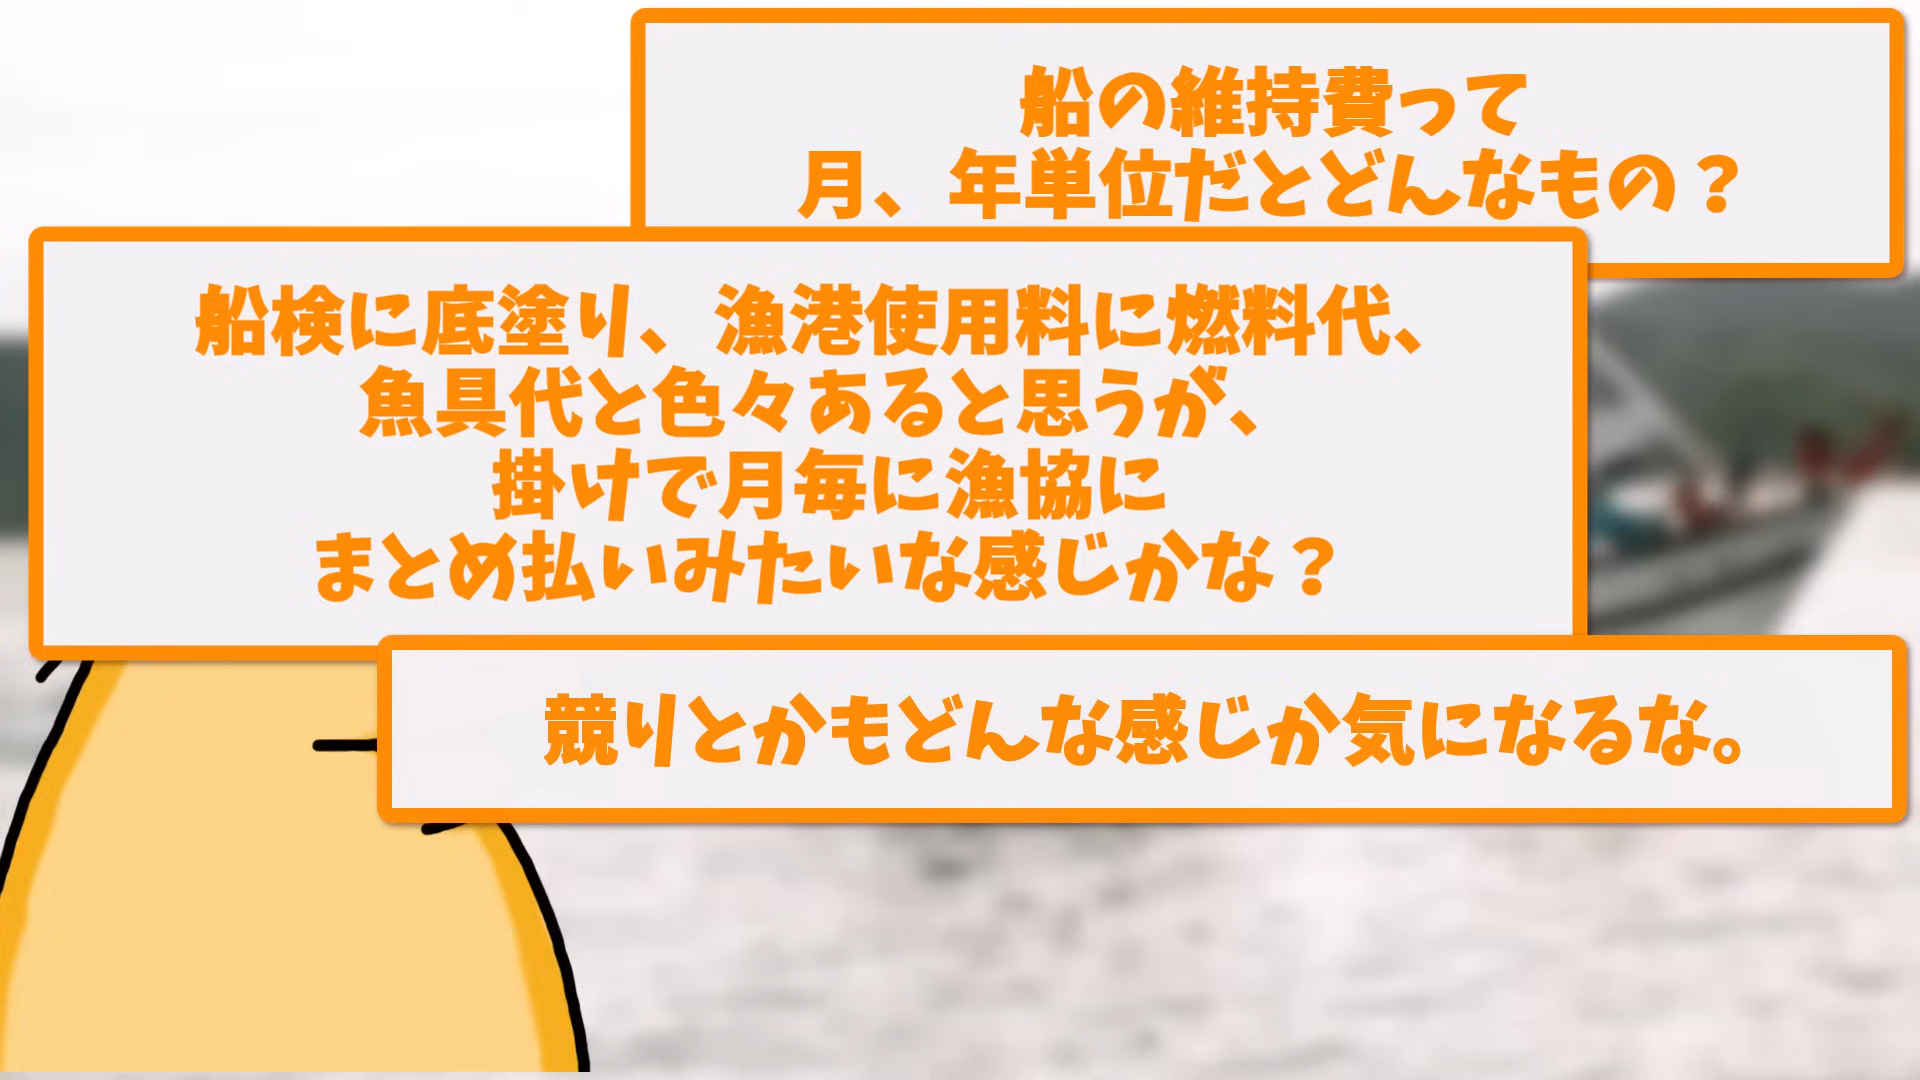 船の維持費って
月、年単位だとどんなもの？
船検に底塗り、漁港使用料に燃料代、
魚具代と色々あると思うが、
掛けで月毎に漁協に
まとめ払いみたいな感じかな？
競りとかもどんな感じか気になるな。